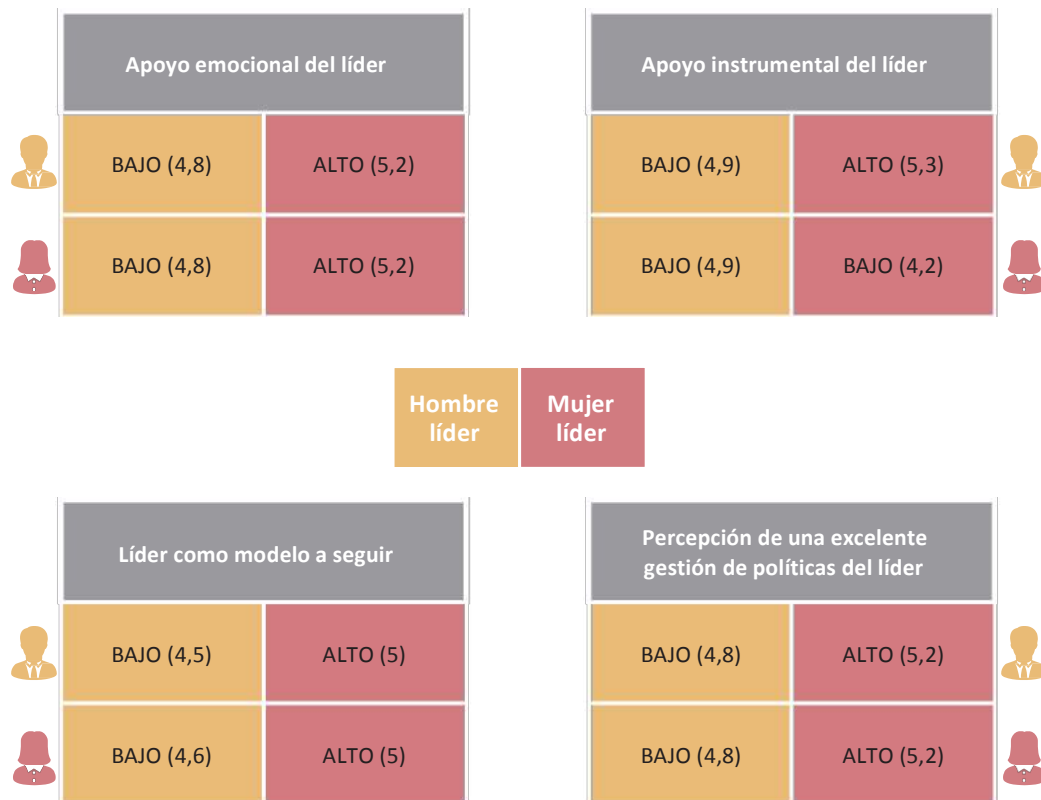 Apoyo emocional del líder
BAJO (4,8)
ALTO (5,2)
BAJO (4,8)
ALTO (5,2)
Apoyo instrumental del líder
BAJO (4,9)
ALTO (5,3)
BAJO (4,9)
BAJO (4,2)
Hombre
líder
Mujer
líder
Líder como modelo a seguir
BAJO (4,5)
ALTO (5)
BAJO (4,6)
ALTO (5)
Percepción de una excelente
gestión de políticas del líder
BAJO (4,8)
ALTO (5,2)
BAJO (4,8)
ALTO (5,2)